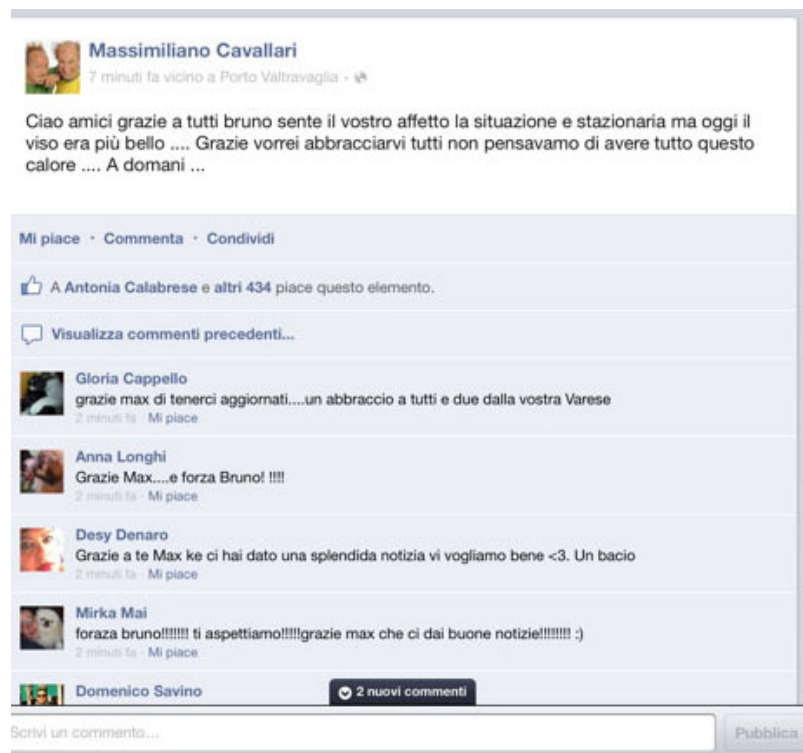 Massimiliano Cavallari
7 minuti fa vicino a Porto Valtravaglia ·
Ciao amici grazie a tutti bruno sente il vostro affetto la situazione e stazionaria ma oggi il
viso era più bello .... Grazie vorrei abbracciarvi tutti non pensavamo di avere tutto questo
calore .... A domani ...
Mi piace · Commenta · Condividi
A Antonia Calabrese e altri 434 piace questo elemento.
Visualizza commenti precedenti...
Gloria Cappello
grazie max di tenerci aggiornati....un abbraccio a tutti e due dalla vostra Varese
2 minuti fa · Mi piace
Anna Longhi
Grazie Max....e forza Bruno! !!!!
2 minuti fa · Mi piace
Desy Denaro
Grazie a te Max ke ci hai dato una splendida notizia vi vogliamo bene <3. Un bacio
2 minuti fa · Mi piace
Mirka Mai
foraza bruno!!!!!!! ti aspettiamo!!!!!grazie max che ci dai buone notizie!!!!!!!! :)
2 minuti fa · Mi piace
Domenico Savino
2 nuovi commenti
Scrivi un commento...
Pubblica